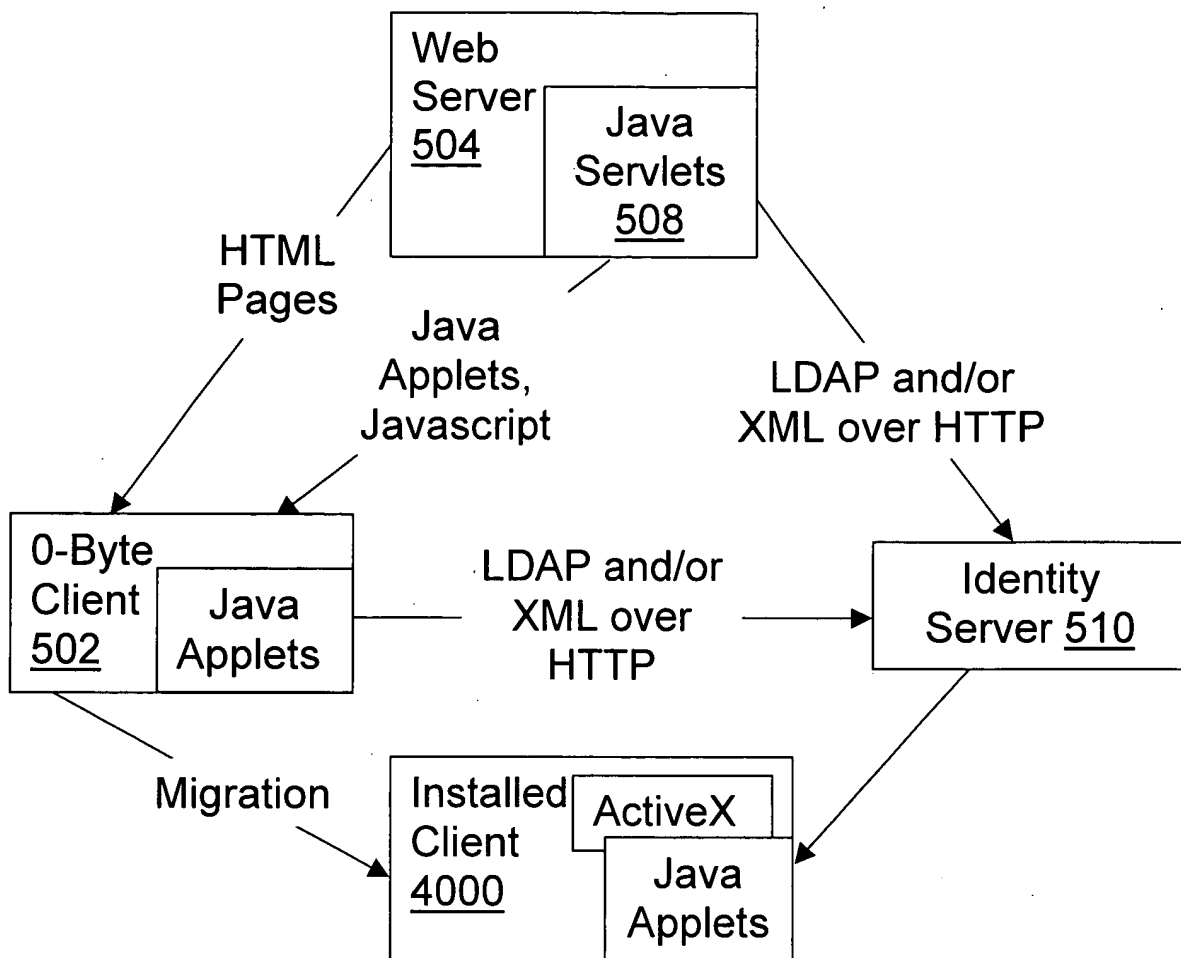 Web
Server
504
Java
Servlets
508
HTML
Pages
Java
Applets,
Javascript
LDAP and/or
XML over HTTP
0-Byte
Client
502
Java
Applets
LDAP and/or
XML over
HTTP
Identity
Server 510
Migration
Installed
Client
4000
ActiveX
Java
Applets